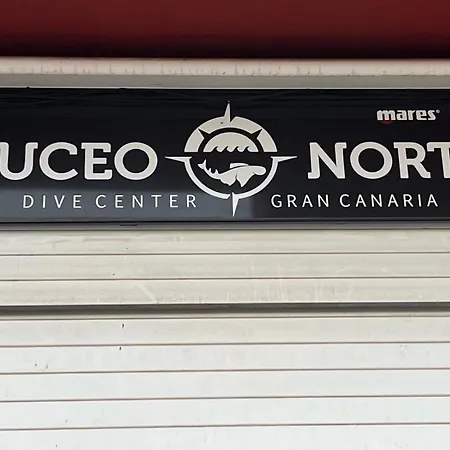 mares
UCEO NORT
DIVE CENTER GRAN CANARIA